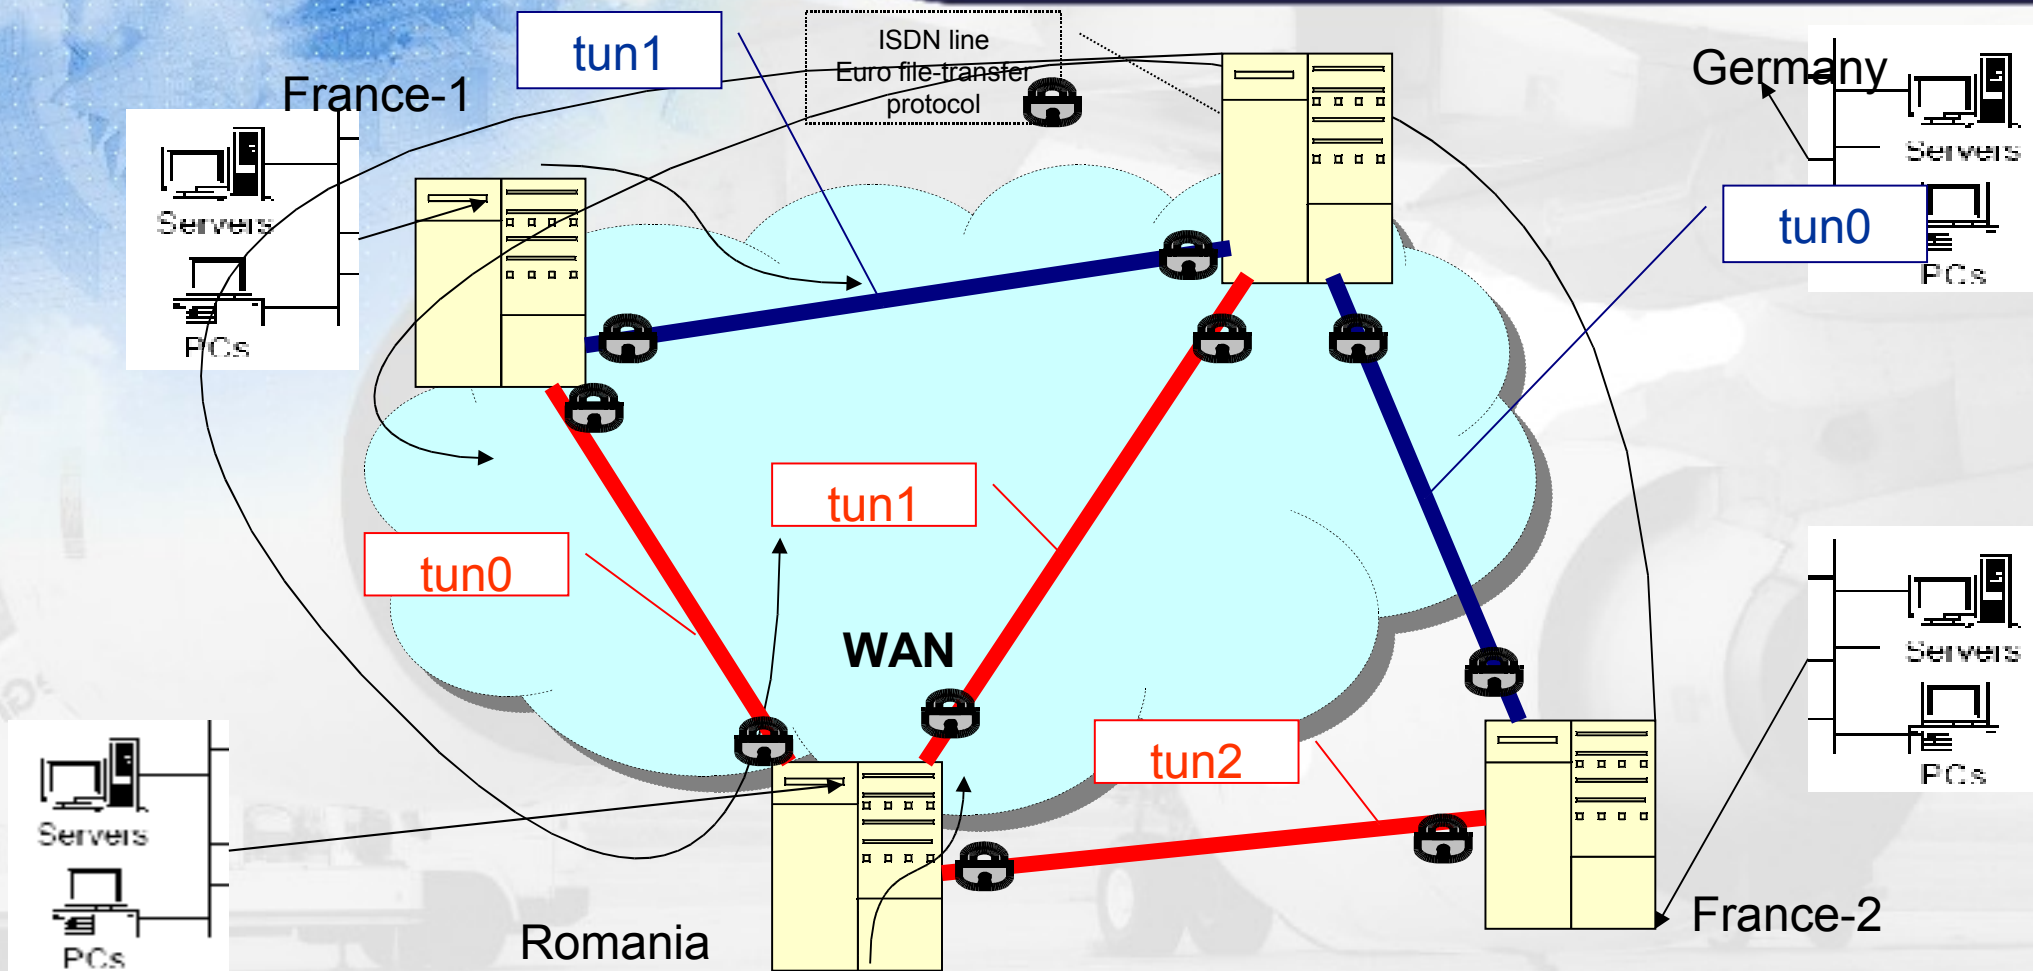 tun1
ISDN line
Euro file-transfer
protocol
Germany
France-1
Servers
PCs
Servers
tun0
PCs
tun1
tun0
WAN
Servers
PCs
tun2
Servers
PCs
Romania
France-2